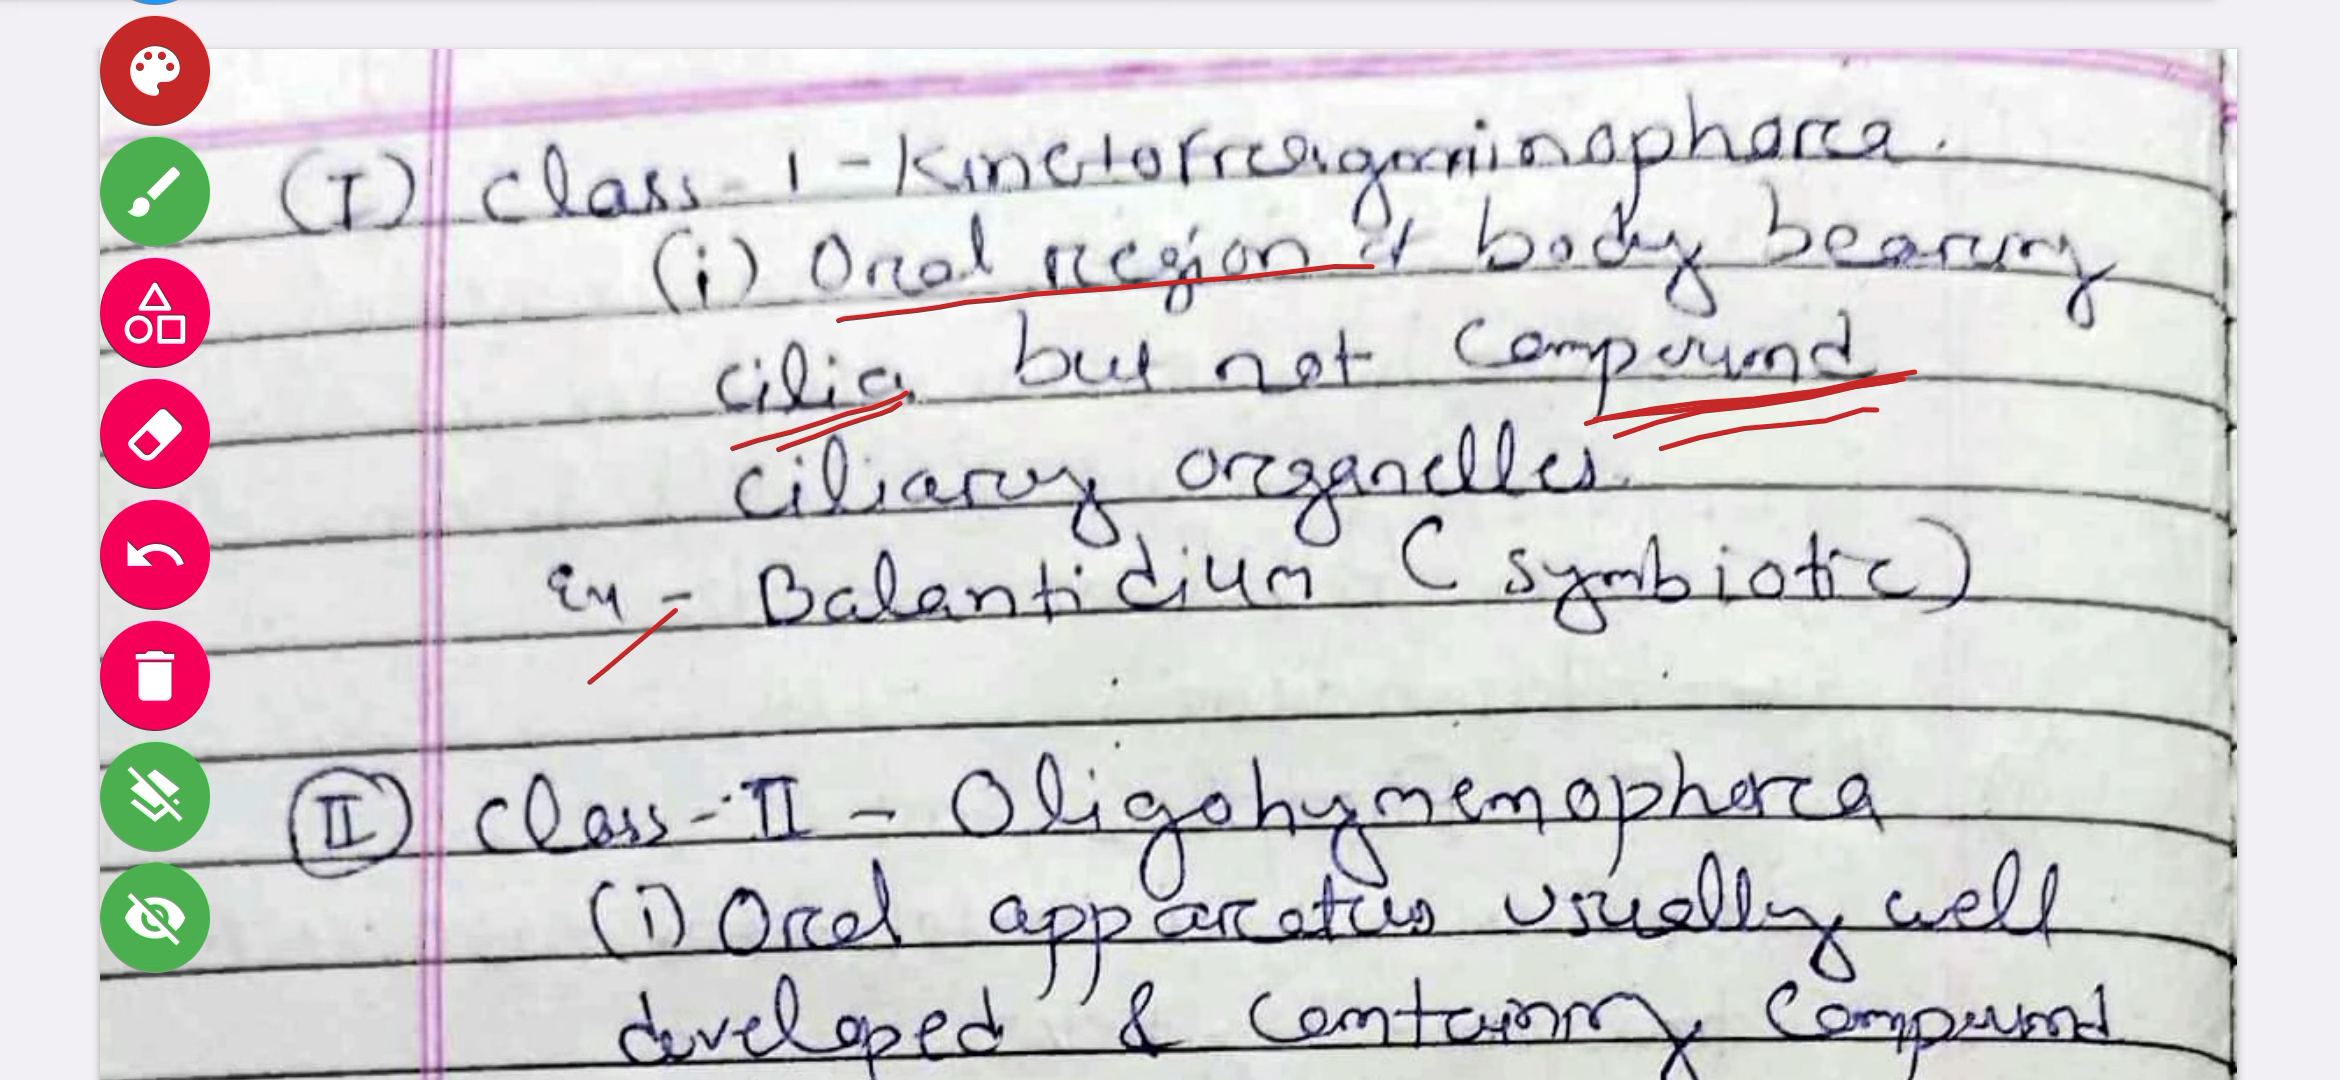 (I) Class - 1 - Kinetofragminophorea.
(i) Oral region & body bearing
cilia but not compound
ciliary organelles.
Ex - Balantidium (symbiotic)
(II) Class - II - Oligohymenophorea
(i) Oral apparatus usually well
developed & containing compound